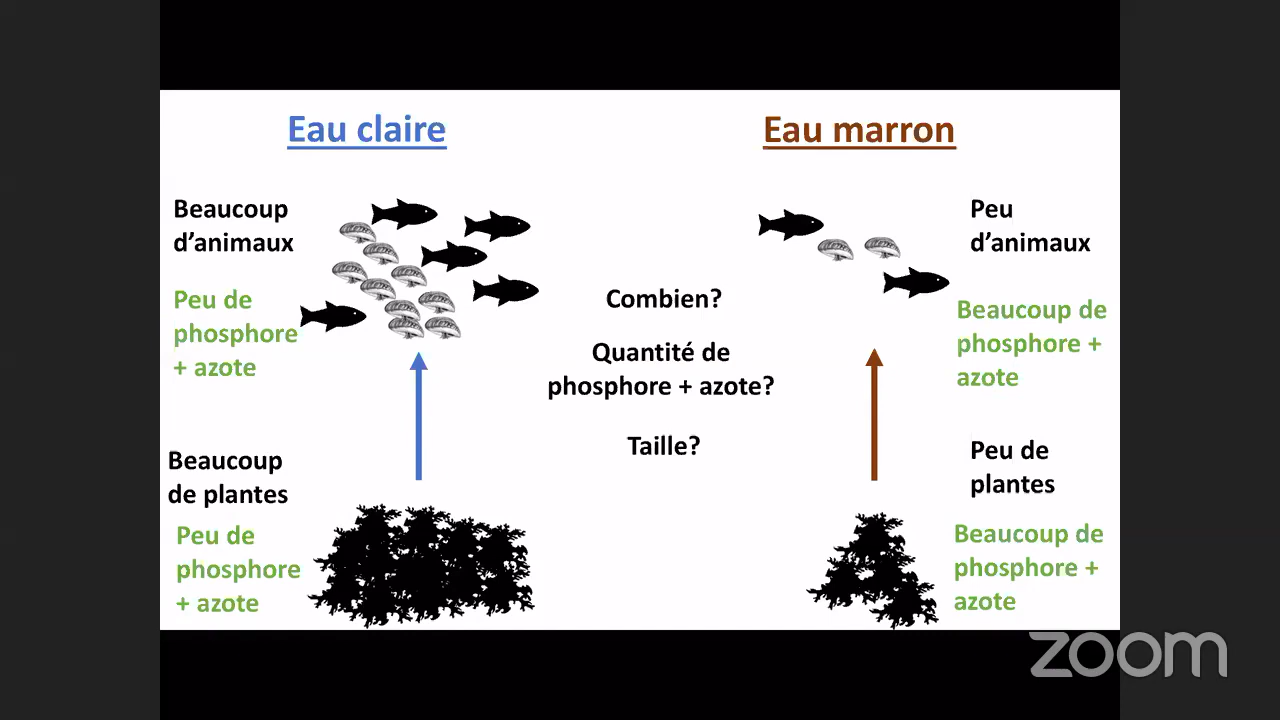 Eau claire
Eau marron
Beaucoup
d'animaux
Peu de
phosphore
+ azote
Beaucoup
de plantes
Peu de
phosphore
+ azote
Combien?
Quantité de
phosphore + azote?
Taille?
Peu
d'animaux
Beaucoup de
phosphore +
azote
Peu de
plantes
Beaucoup de
phosphore +
azote
zoom